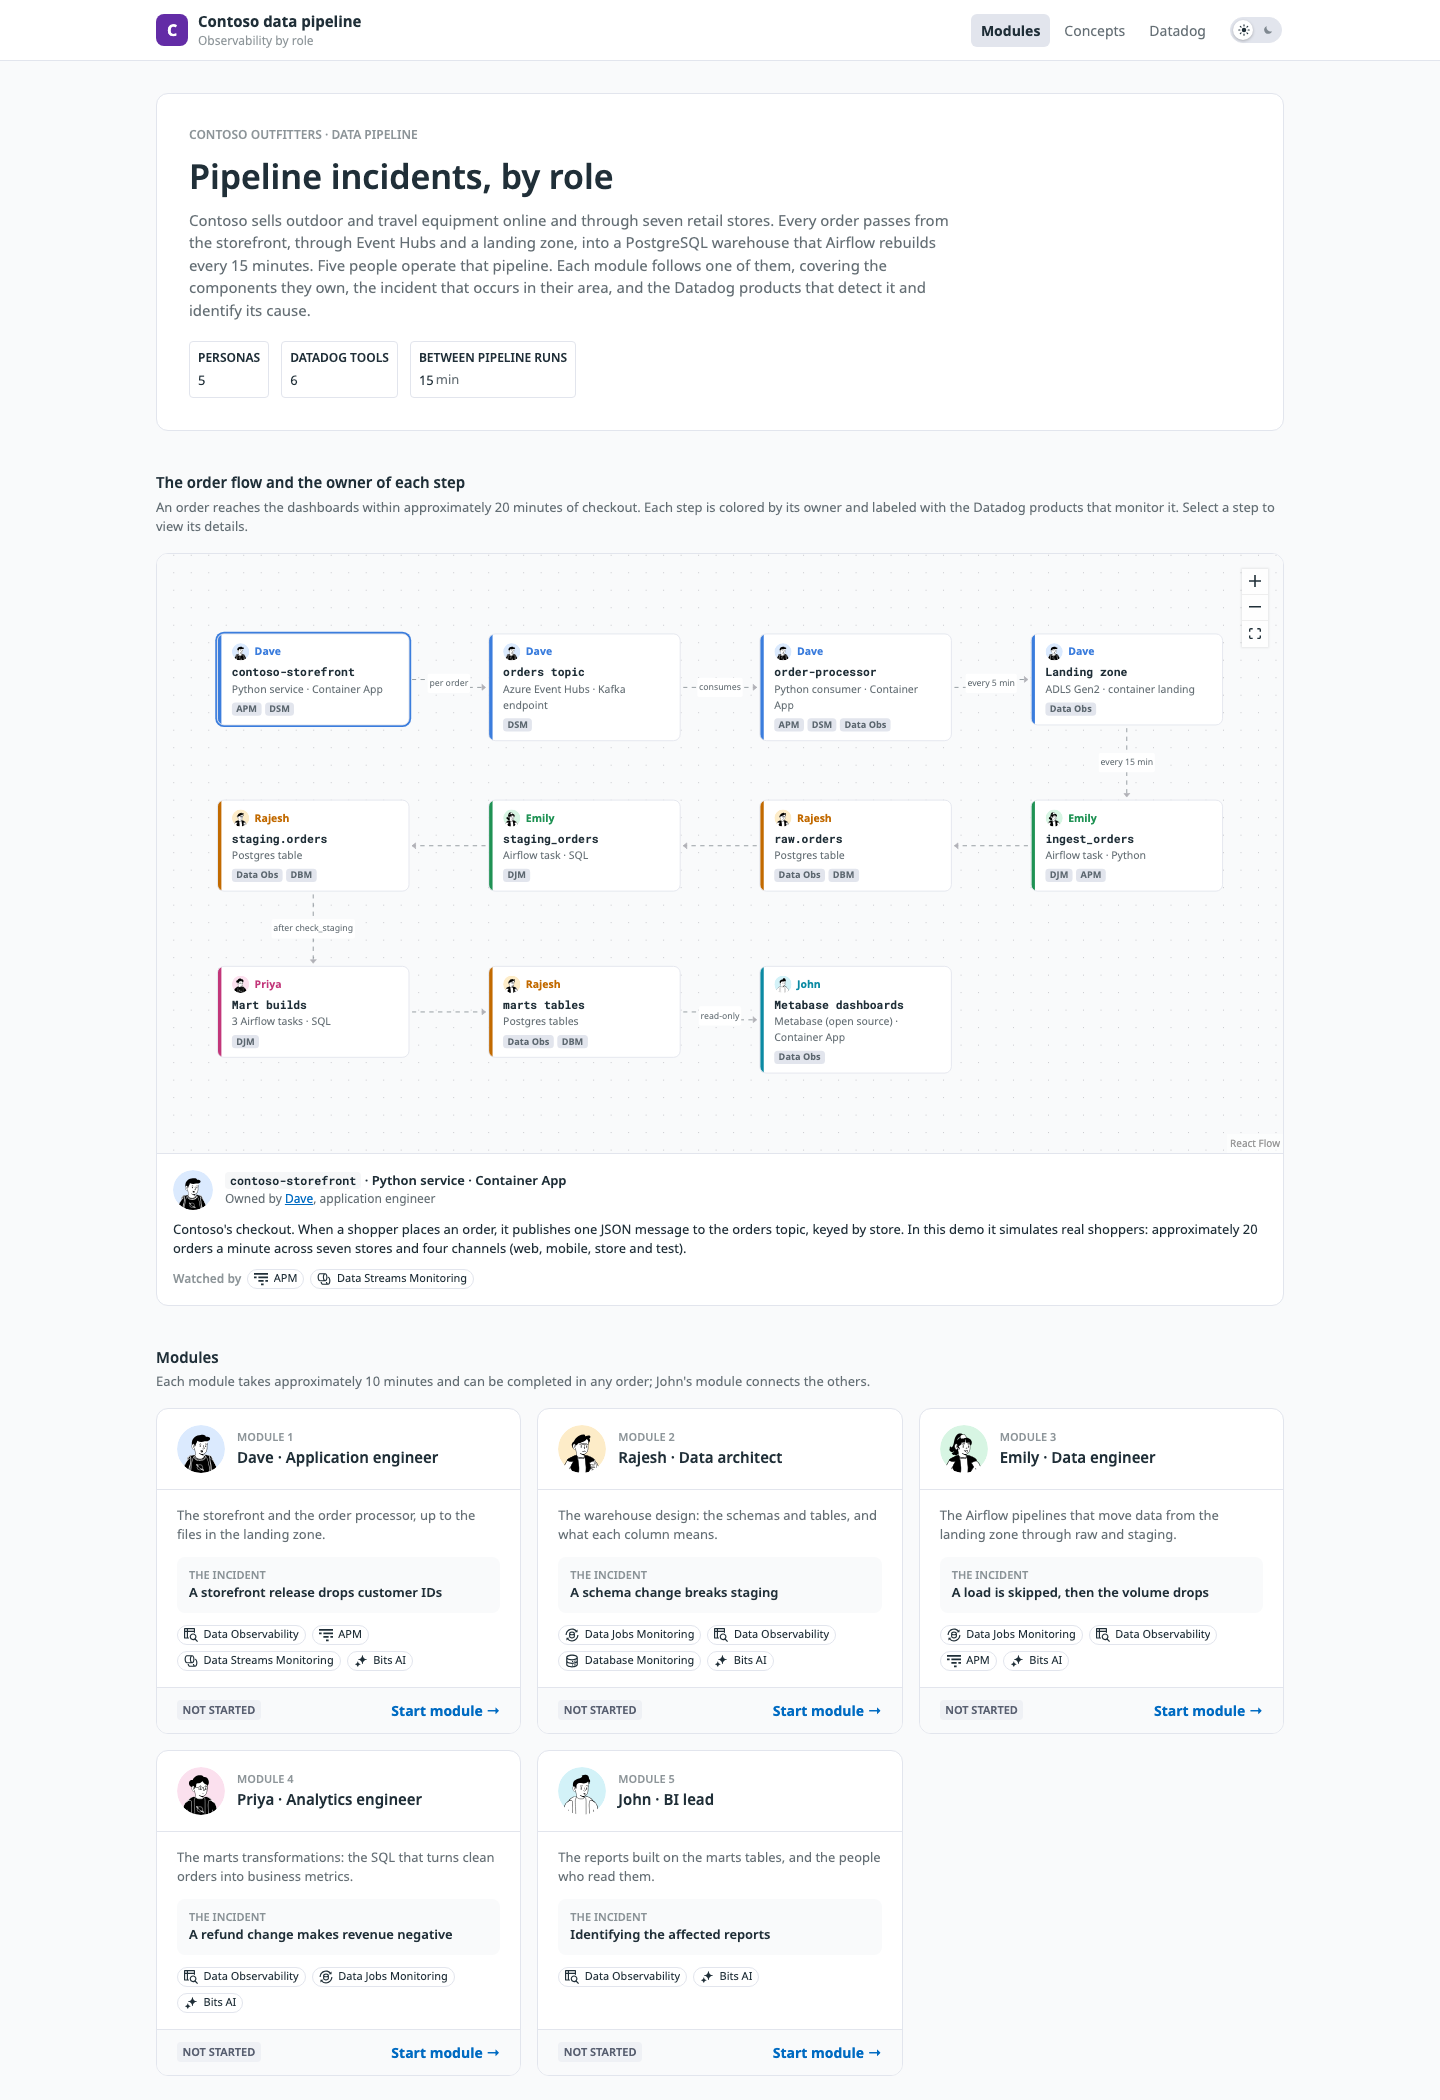 C
Contoso data pipeline
Observability by role
Modules
Concepts
Datadog
CONTOSO OUTFITTERS · DATA PIPELINE
Pipeline incidents, by role
Contoso sells outdoor and travel equipment online and through seven retail stores. Every order passes from
the storefront, through Event Hubs and a landing zone, into a PostgreSQL warehouse that Airflow rebuilds
every 15 minutes. Five people operate that pipeline. Each module follows one of them, covering the
components they own, the incident that occurs in their area, and the Datadog products that detect it and
identify its cause.
PERSONAS
5
DATADOG TOOLS
6
BETWEEN PIPELINE RUNS
15 min
The order flow and the owner of each step
An order reaches the dashboards within approximately 20 minutes of checkout. Each step is colored by its owner and labeled with the Datadog products that monitor it. Select a step to
view its details.
Dave
contoso-storefront
Python service · Container App
APM DSM
per order
Dave
orders topic
Azure Event Hubs · Kafka
endpoint
DSM
consumes
Dave
order-processor
Python consumer · Container
App
APM DSM Data Obs
every 5 min
Dave
Landing zone
ADLS Gen2 · container landing
Data Obs
every 15 min
Rajesh
staging.orders
Postgres table
Data Obs DBM
Emily
staging_orders
Airflow task · SQL
DJM
Rajesh
raw.orders
Postgres table
Data Obs DBM
Emily
ingest_orders
Airflow task · Python
DJM APM
after check_staging
Priya
Mart builds
3 Airflow tasks · SQL
DJM
Rajesh
marts tables
Postgres tables
Data Obs DBM
read-only
John
Metabase dashboards
Metabase (open source) ·
Container App
Data Obs
React Flow
contoso-storefront · Python service · Container App
Owned by Dave, application engineer
Contoso's checkout. When a shopper places an order, it publishes one JSON message to the orders topic, keyed by store. In this demo it simulates real shoppers: approximately 20
orders a minute across seven stores and four channels (web, mobile, store and test).
Watched by APM Data Streams Monitoring
Modules
Each module takes approximately 10 minutes and can be completed in any order; John's module connects the others.
MODULE 1
Dave · Application engineer
The storefront and the order processor, up to the
files in the landing zone.
THE INCIDENT
A storefront release drops customer IDs
Data Observability APM
Data Streams Monitoring Bits AI
NOT STARTED
Start module →
MODULE 2
Rajesh · Data architect
The warehouse design: the schemas and tables, and
what each column means.
THE INCIDENT
A schema change breaks staging
Data Jobs Monitoring Data Observability
Database Monitoring Bits AI
NOT STARTED
Start module →
MODULE 3
Emily · Data engineer
The Airflow pipelines that move data from the
landing zone through raw and staging.
THE INCIDENT
A load is skipped, then the volume drops
Data Jobs Monitoring Data Observability
APM Bits AI
NOT STARTED
Start module →
MODULE 4
Priya · Analytics engineer
The marts transformations: the SQL that turns clean
orders into business metrics.
THE INCIDENT
A refund change makes revenue negative
Data Observability Data Jobs Monitoring
Bits AI
NOT STARTED
Start module →
MODULE 5
John · BI lead
The reports built on the marts tables, and the people
who read them.
THE INCIDENT
Identifying the affected reports
Data Observability Bits AI
NOT STARTED
Start module →